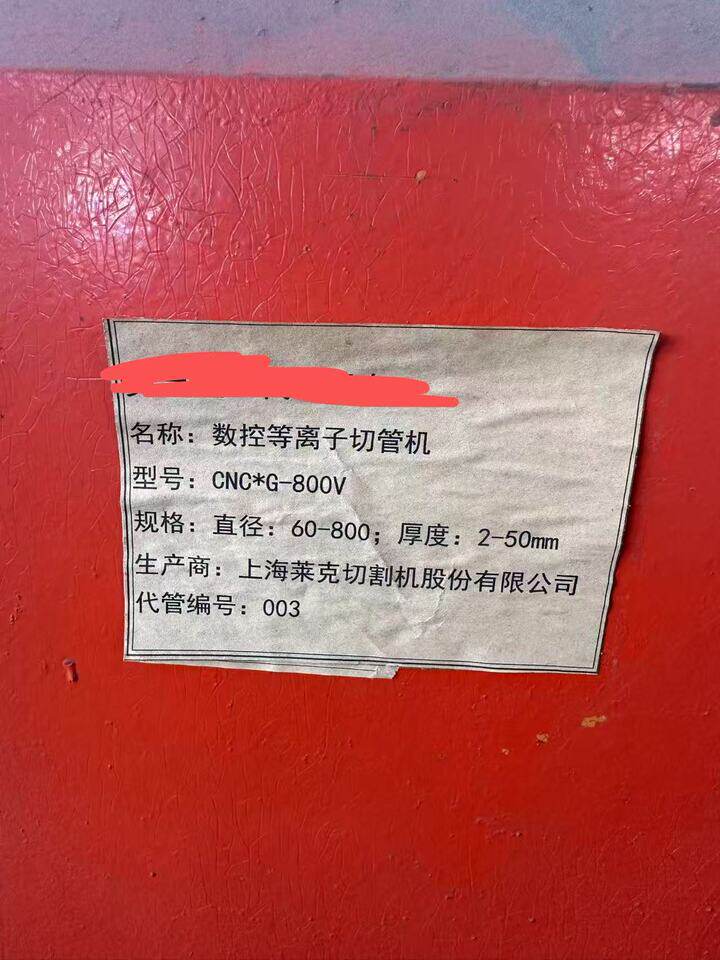 名称：数控等离子切管机
型号：CNC*G-800V
规格：直径：60-800；厚度：2-50mm
生产商：上海莱克切割机股份有限公司
代管编号：003